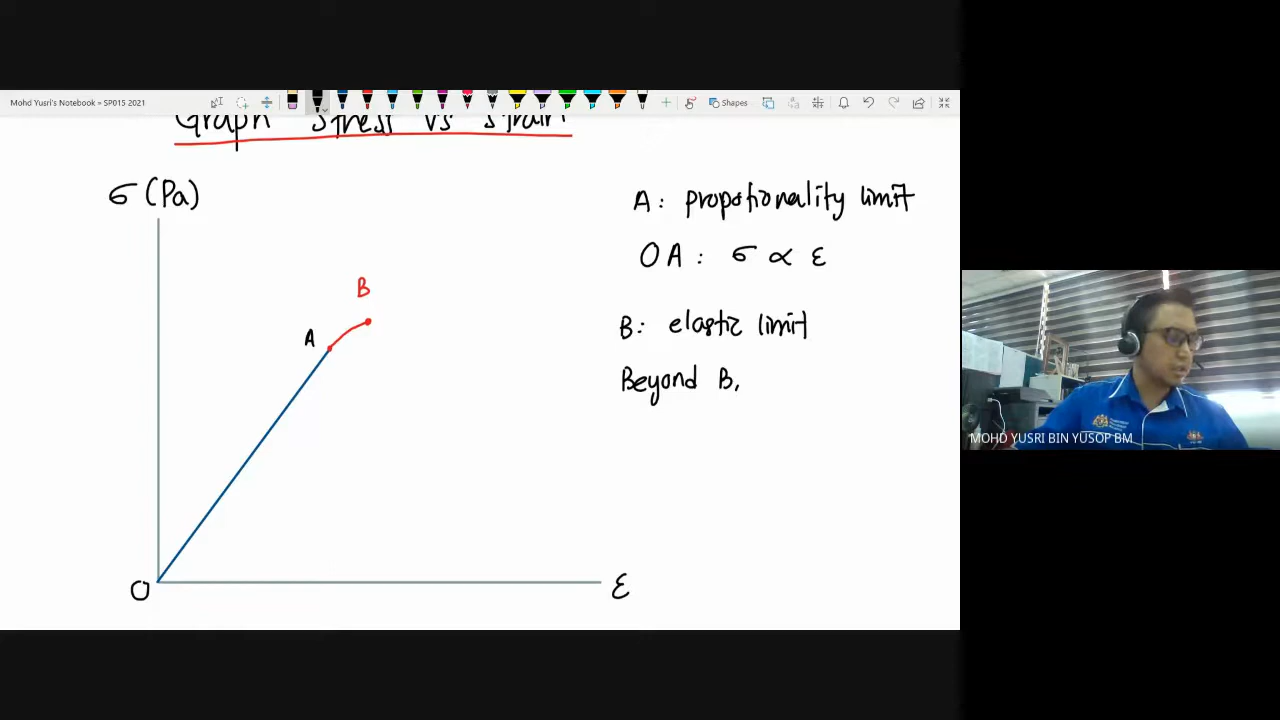 Mohd Yusri's Notebook » SP015 2021
Shapes
Graph Stress vs Strain
σ (Pa)
A: propotionality limit
OA: σ ∝ ε
B
B: elastic limit
A
Beyond B,
MOHD YUSRI BIN YUSOP BM
O
ε